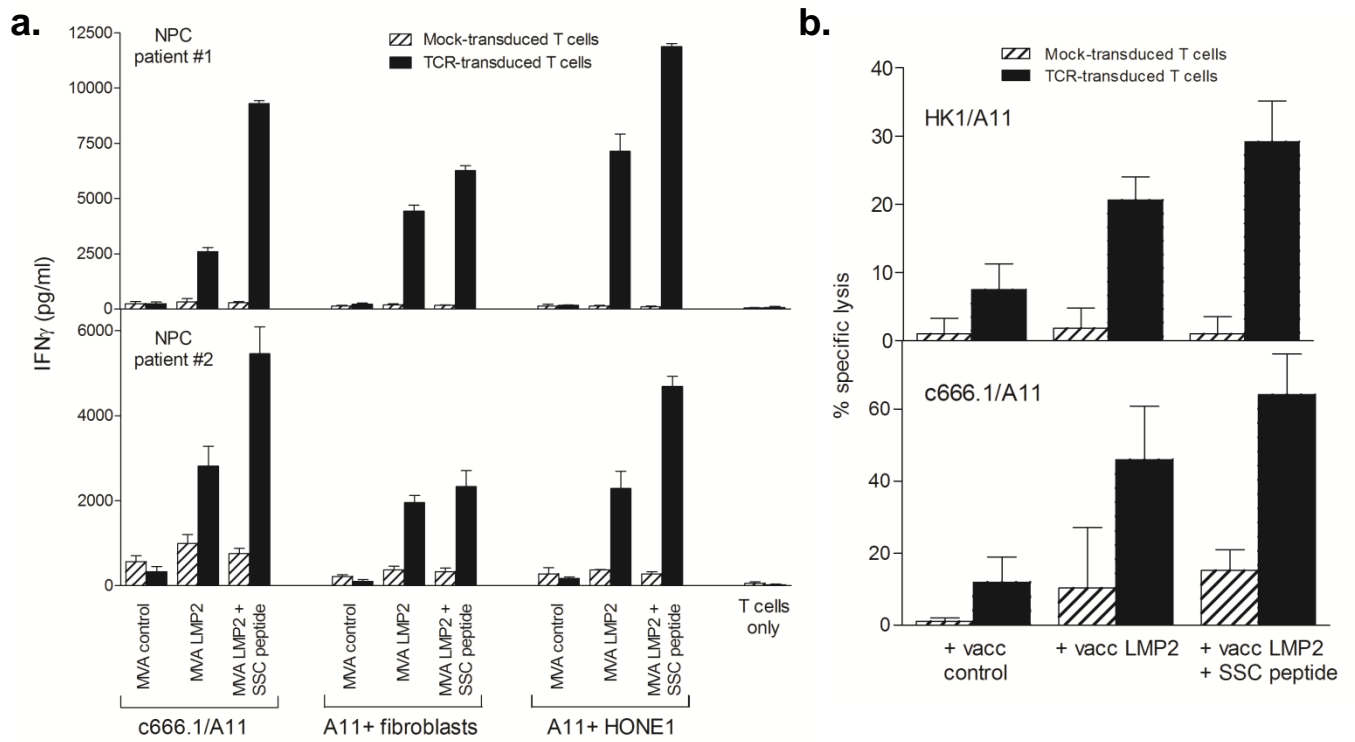 a.
NPC
patient #1
Mock-transduced T cells
TCR-transduced T cells
12500
10000
7500
5000
2500
0
NPC
patient #2
6000
4000
2000
0
IFNγ (pg/ml)
MVA control
MVA LMP2
MVA LMP2 +
SSC peptide
MVA control
MVA LMP2
MVA LMP2 +
SSC peptide
MVA control
MVA LMP2
MVA LMP2 +
SSC peptide
T cells
only
c666.1/A11
A11+ fibroblasts
A11+ HONE1
b.
Mock-transduced T cells
TCR-transduced T cells
HK1/A11
40
30
20
10
0
c666.1/A11
60
40
20
0
% specific lysis
+ vacc
control
+ vacc LMP2
+ vacc LMP2
+ SSC peptide